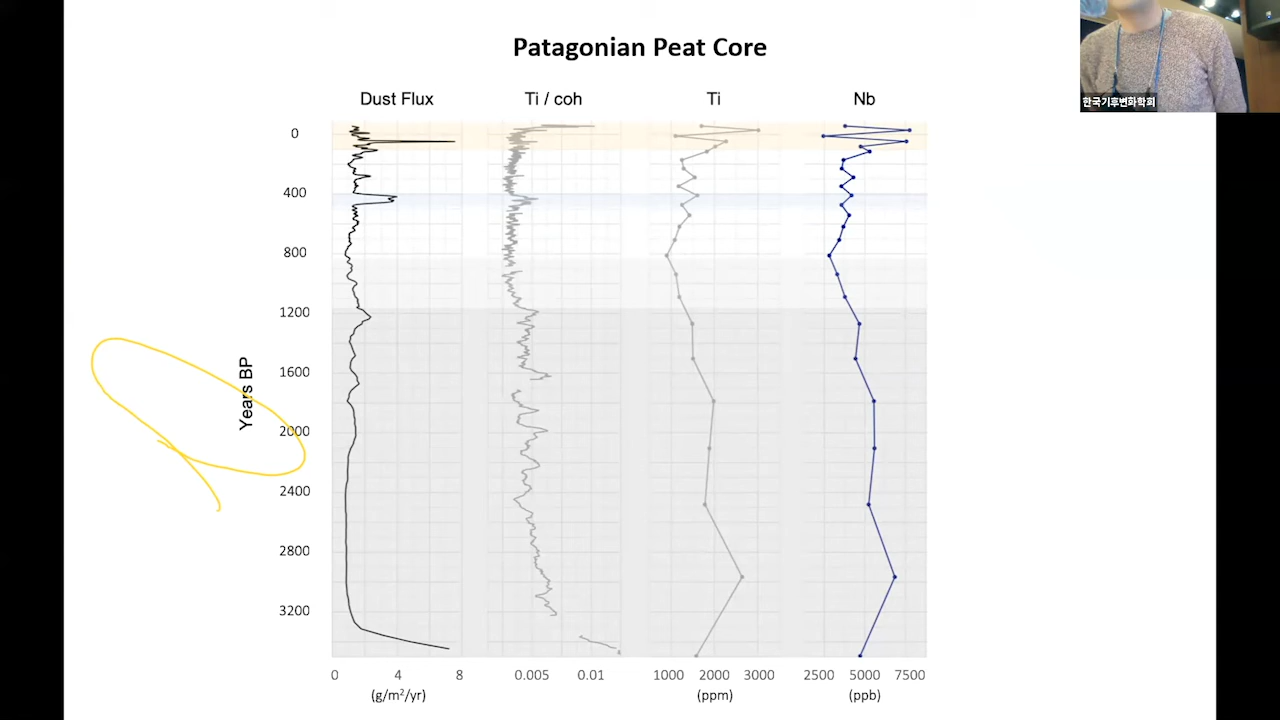 Patagonian Peat Core
한국기후변화학회
Dust Flux
Ti / coh
Ti
Nb
Years BP
0
400
800
1200
1600
2000
2400
2800
3200
0 4 8
(g/m²/yr)
0.005 0.01
1000 2000 3000
(ppm)
2500 5000 7500
(ppb)